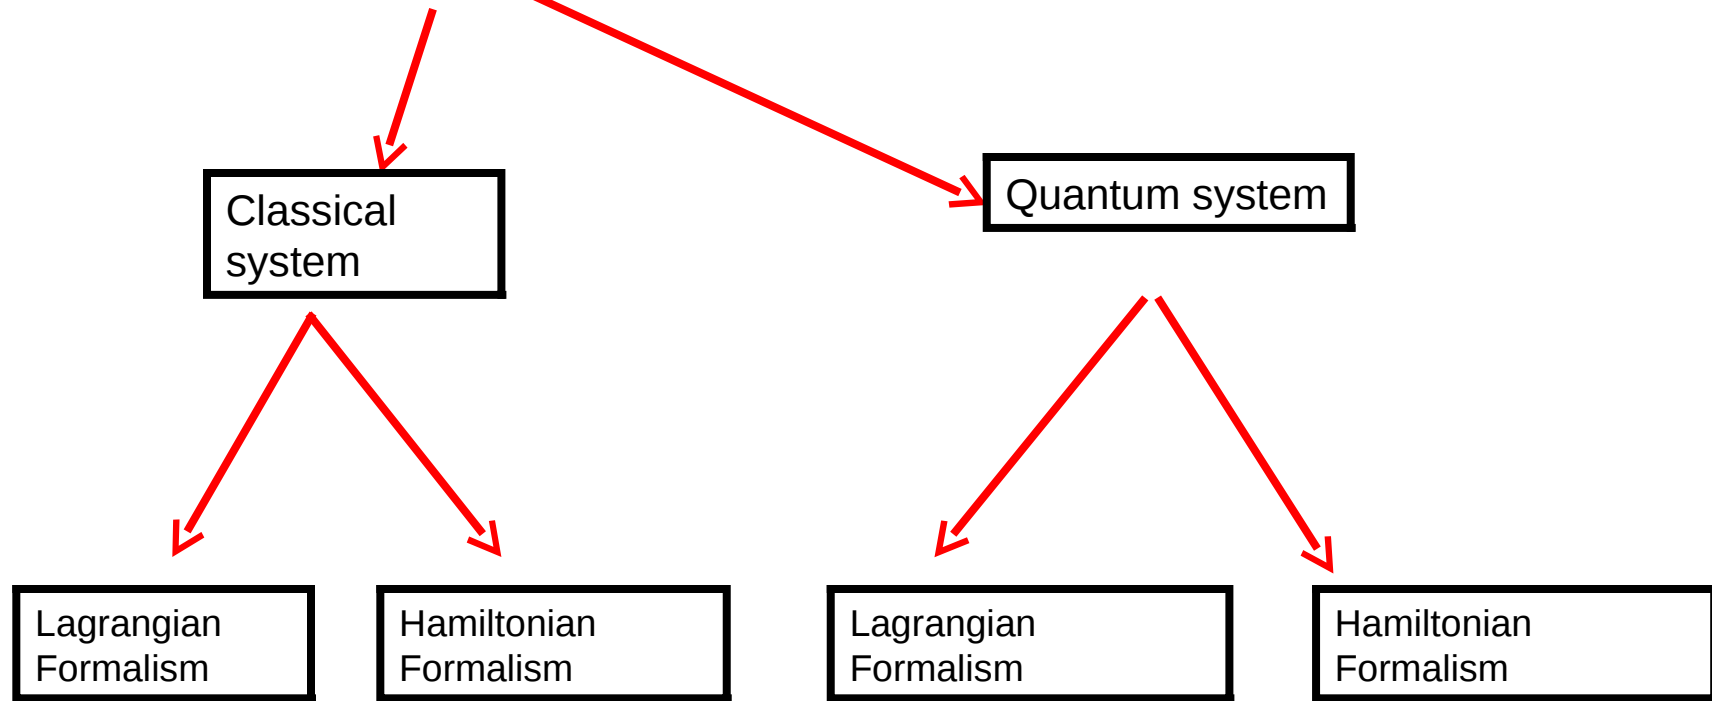 Classical
system
Quantum system
Lagrangian
Formalism
Hamiltonian
Formalism
Lagrangian
Formalism
Hamiltonian
Formalism